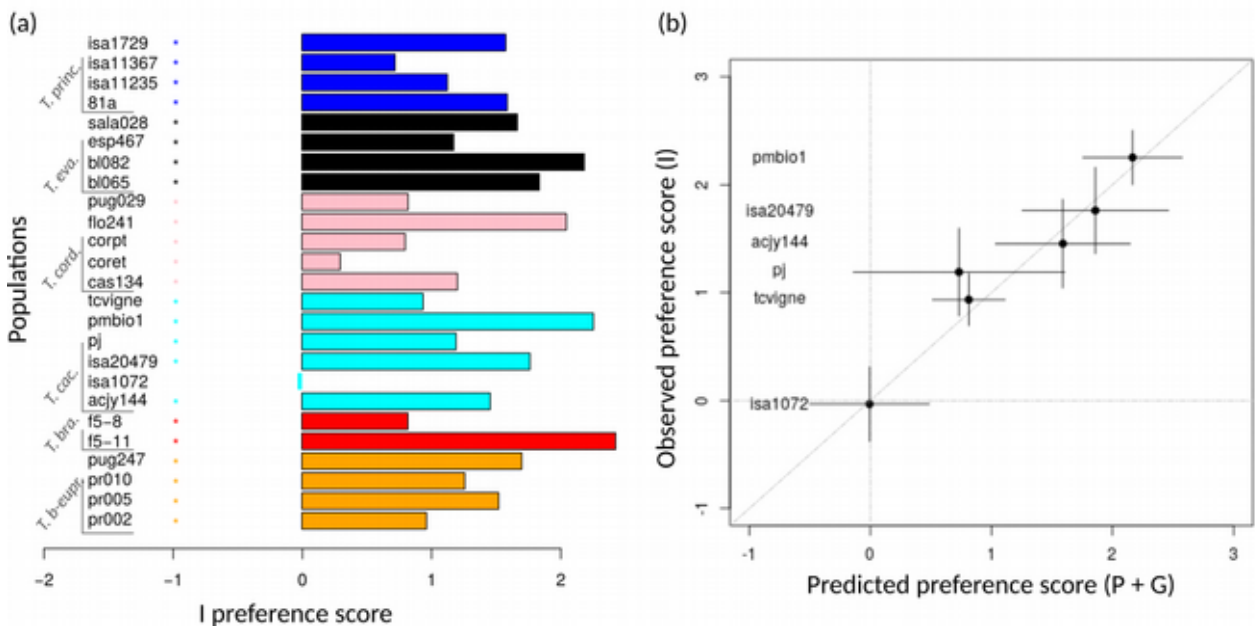 (a)
Populations
T. princ.
isa1729
isa11367
isa11235
81a
T. eva.
sala028
esp467
bl082
bl065
T. cord.
pug029
flo241
corpt
coret
cas134
T. cac.
tcvigne
pmbio1
pj
isa20479
isa1072
acjy144
T. bra.
f5-8
f5-11
T. b-eupr.
pug247
pr010
pr005
pr002
-2 -1 0 1 2
I preference score
(b)
Observed preference score (I)
3
2
1
0
-1
pmbio1
isa20479
acjy144
pj
tcvigne
isa1072
-1 0 1 2 3
Predicted preference score (P + G)